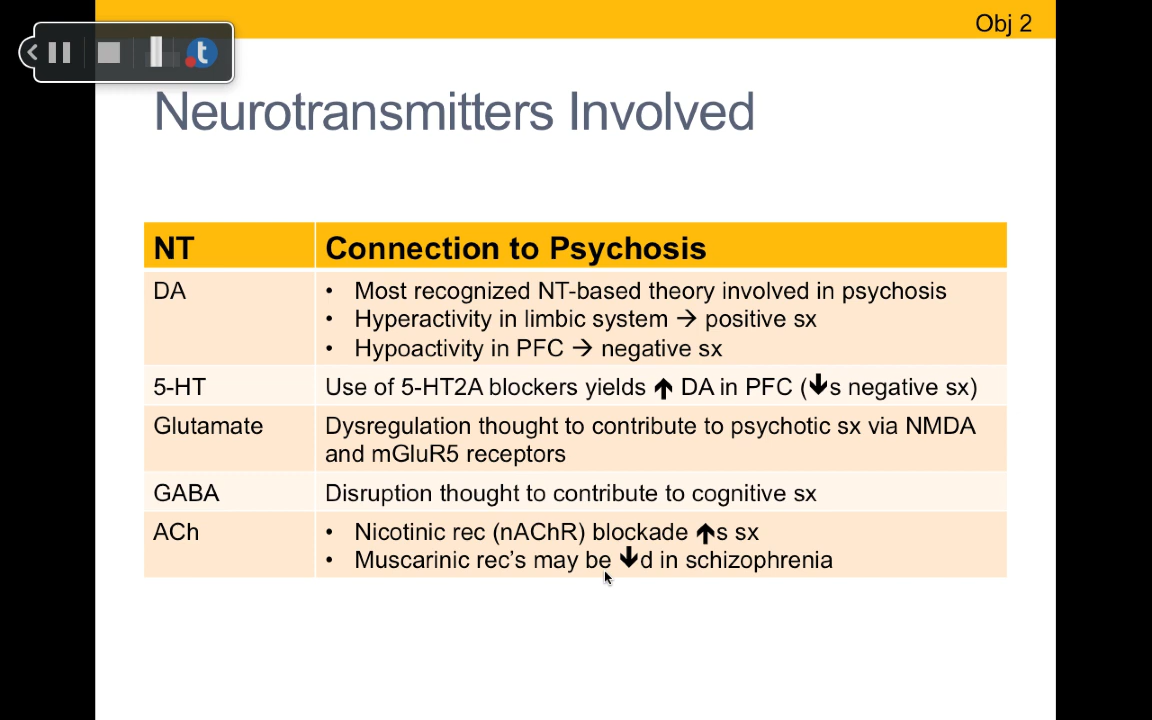 Obj 2
t
Neurotransmitters Involved
NT
Connection to Psychosis
DA
• Most recognized NT-based theory involved in psychosis
• Hyperactivity in limbic system → positive sx
• Hypoactivity in PFC → negative sx
5-HT
Use of 5-HT2A blockers yields 🡹 DA in PFC (🡻s negative sx)
Glutamate
Dysregulation thought to contribute to psychotic sx via NMDA
and mGluR5 receptors
GABA
Disruption thought to contribute to cognitive sx
ACh
• Nicotinic rec (nAChR) blockade 🡹s sx
• Muscarinic rec’s may be 🡻d in schizophrenia